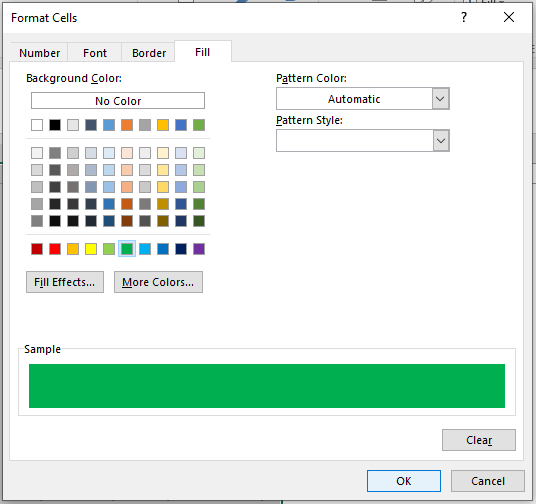 Format Cells
?
Number
Font
Border
Fill
Background Color:
No Color
Pattern Color:
Automatic
Pattern Style:
Fill Effects...
More Colors...
Sample
Clear
OK
Cancel